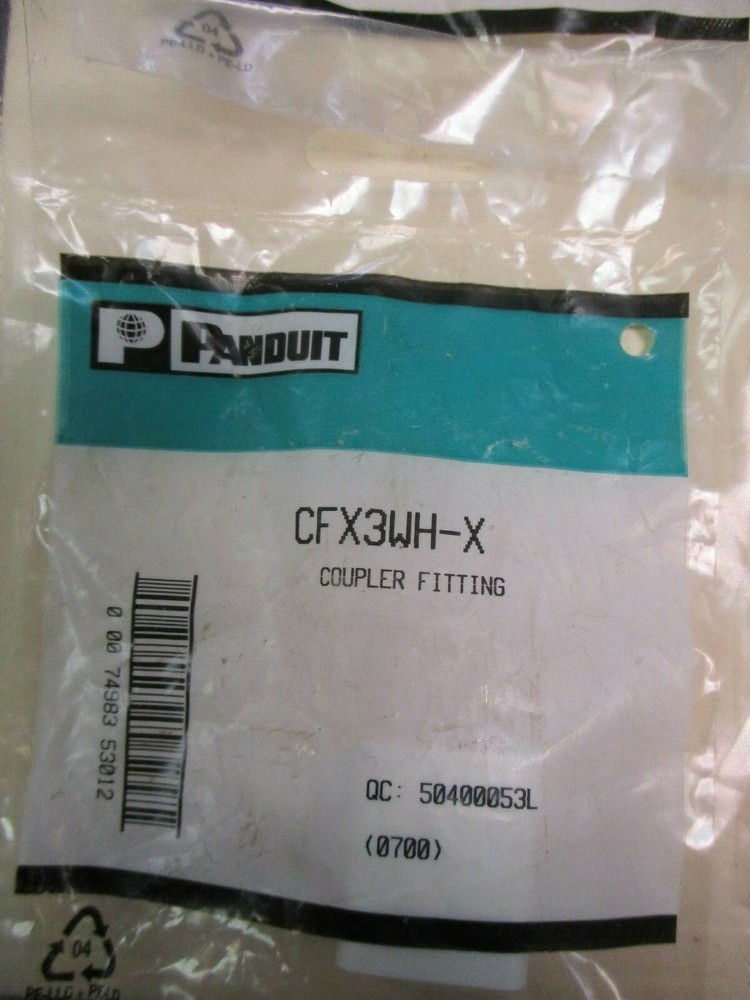 04
PE-LLD + PE-LD
P PANDUIT
CFX3WH-X
COUPLER FITTING
0 00 74983 53012
QC: 50400053L
(0700)
04
PE-LLD + PE-LD